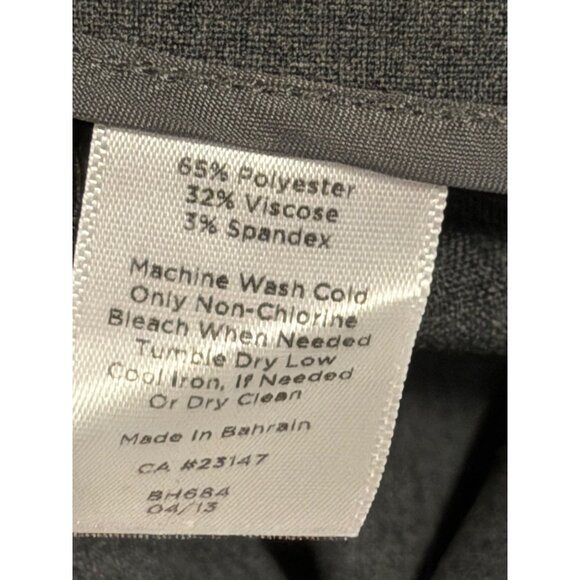 65% Polyester
32% Viscose
3% Spandex
Machine Wash Cold
Only Non-Chlorine
Bleach When Needed
Tumble Dry Low
Cool Iron, If Needed
Or Dry Clean
Made In Bahrain
CA #23147
BH684
04/13